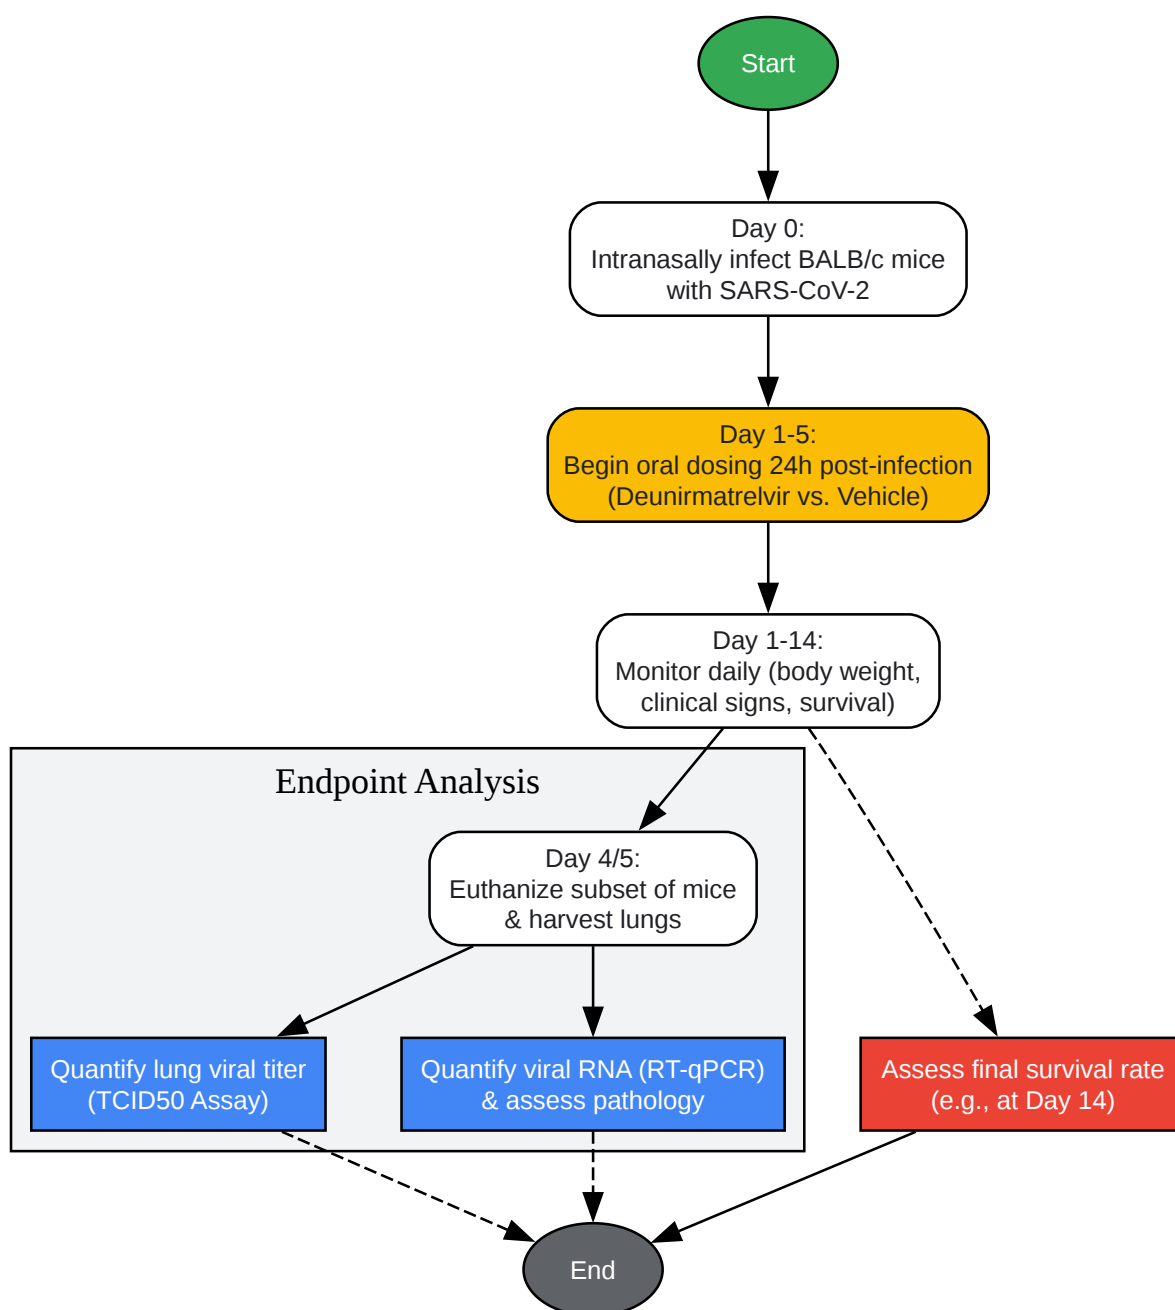 Start
Day 0:
Intranasally infect BALB/c mice
with SARS-CoV-2
Day 1-5:
Begin oral dosing 24h post-infection
(Deunirmatrelvir vs. Vehicle)
Day 1-14:
Monitor daily (body weight,
clinical signs, survival)
Endpoint Analysis
Day 4/5:
Euthanize subset of mice
& harvest lungs
Quantify lung viral titer
(TCID50 Assay)
Quantify viral RNA (RT-qPCR)
& assess pathology
Assess final survival rate
(e.g., at Day 14)
End